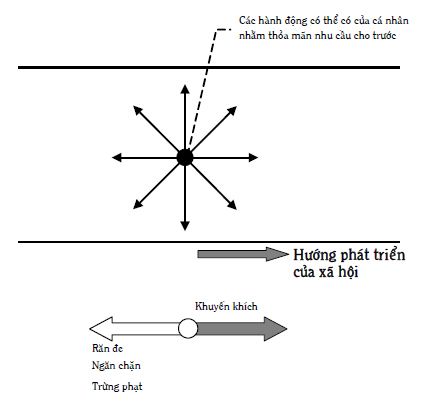 Các hành động có thể có của cá nhân
nhằm thỏa mãn nhu cầu cho trước
Hướng phát triển
của xã hội
Khuyến khích
Răn đe
Ngăn chặn
Trừng phạt